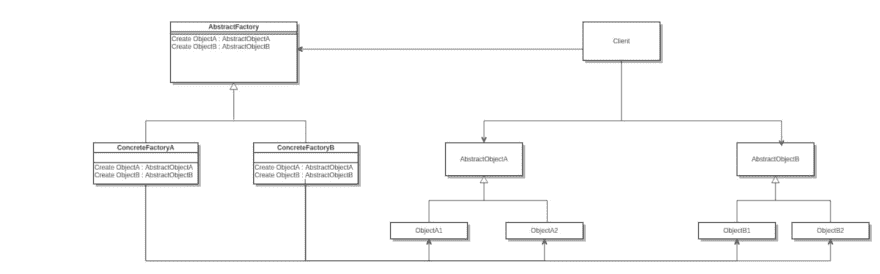 AbstractFactory
Create ObjectA : AbstractObjectA
Create ObjectB : AbstractObjectB
Client
ConcreteFactoryA
Create ObjectA : AbstractObjectA
Create ObjectB : AbstractObjectB
ConcreteFactoryB
Create ObjectA : AbstractObjectA
Create ObjectB : AbstractObjectB
AbstractObjectA
AbstractObjectB
ObjectA1
ObjectA2
ObjectB1
ObjectB2